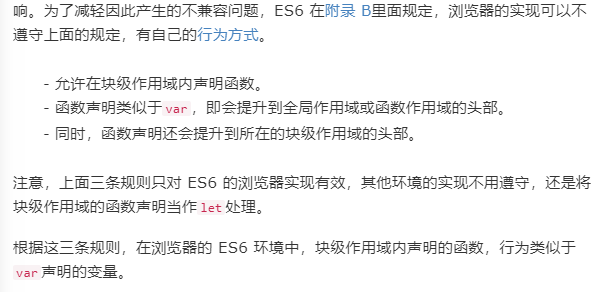 响。为了减轻因此产生的不兼容问题，ES6 在附录 B里面规定，浏览器的实现可以不
遵守上面的规定，有自己的行为方式。
- 允许在块级作用域内声明函数。
- 函数声明类似于var，即会提升到全局作用域或函数作用域的头部。
- 同时，函数声明还会提升到所在的块级作用域的头部。
注意，上面三条规则只对 ES6 的浏览器实现有效，其他环境的实现不用遵守，还是将
块级作用域的函数声明当作let处理。
根据这三条规则，在浏览器的 ES6 环境中，块级作用域内声明的函数，行为类似于
var声明的变量。